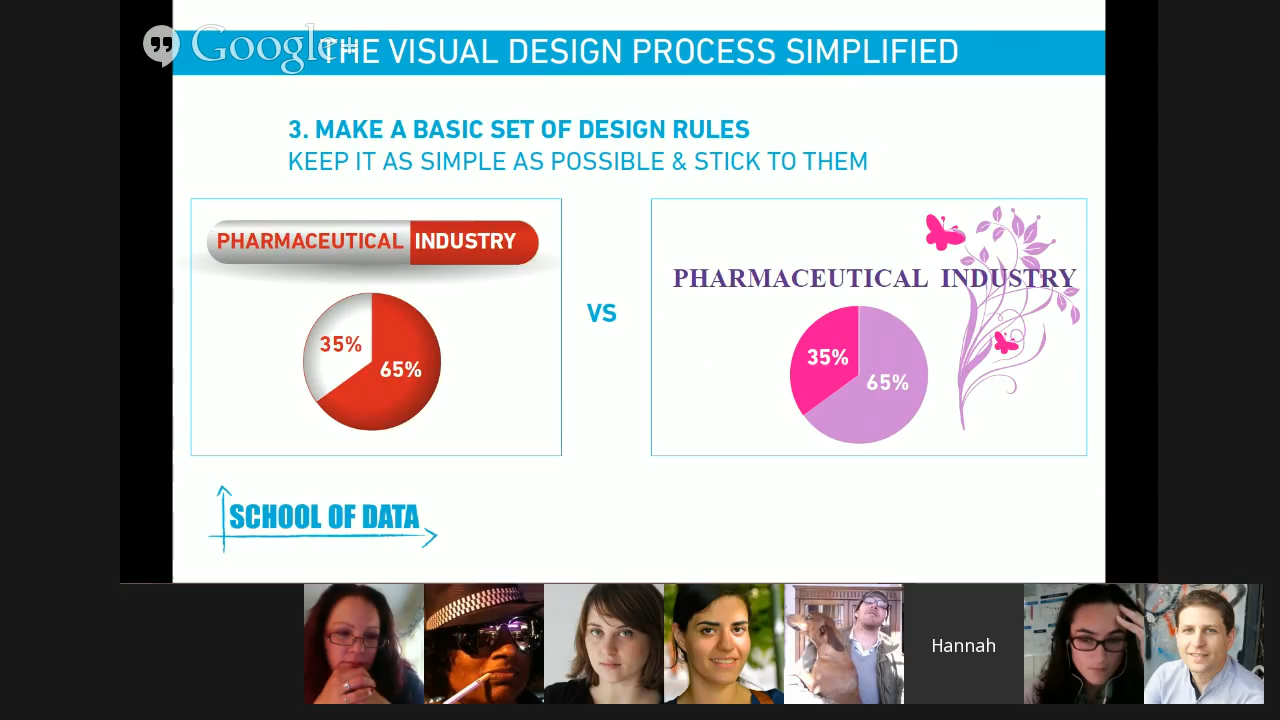 Google+
THE VISUAL DESIGN PROCESS SIMPLIFIED
3. MAKE A BASIC SET OF DESIGN RULES
KEEP IT AS SIMPLE AS POSSIBLE & STICK TO THEM
PHARMACEUTICAL INDUSTRY
35%
65%
VS
PHARMACEUTICAL INDUSTRY
35%
65%
SCHOOL OF DATA
Hannah